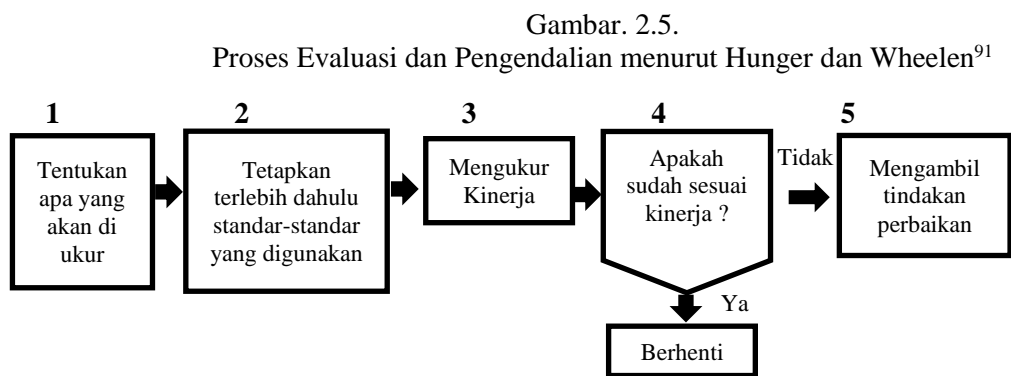 Gambar. 2.5.
Proses Evaluasi dan Pengendalian menurut Hunger dan Wheelen⁹¹
1
Tentukan
apa yang
akan di
ukur
2
Tetapkan
terlebih dahulu
standar-standar
yang digunakan
3
Mengukur
Kinerja
4
Apakah
sudah sesuai
kinerja ?
Tidak
5
Mengambil
tindakan
perbaikan
Ya
Berhenti